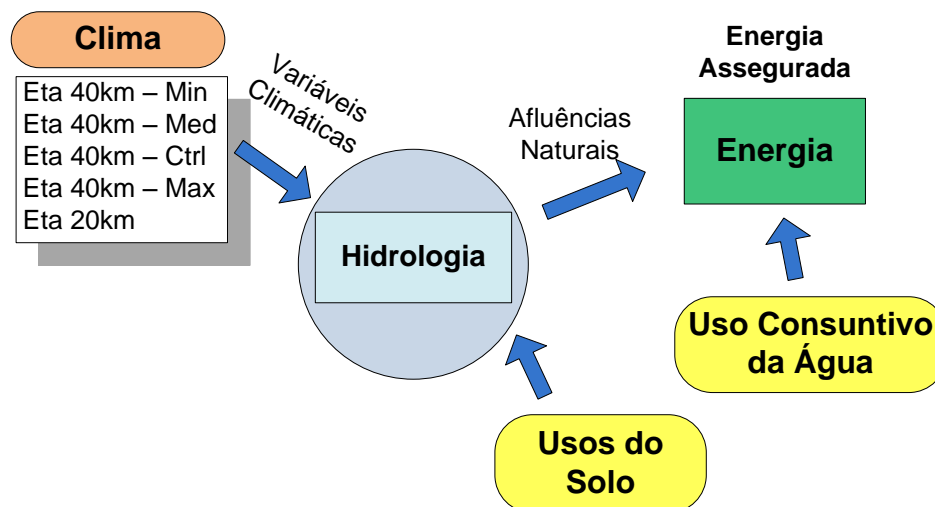 Clima
Eta 40km – Min
Eta 40km – Med
Eta 40km – Ctrl
Eta 40km – Max
Eta 20km
Variáveis
Climáticas
Hidrologia
Afluências
Naturais
Energia
Assegurada
Energia
Uso Consuntivo
da Água
Usos do
Solo